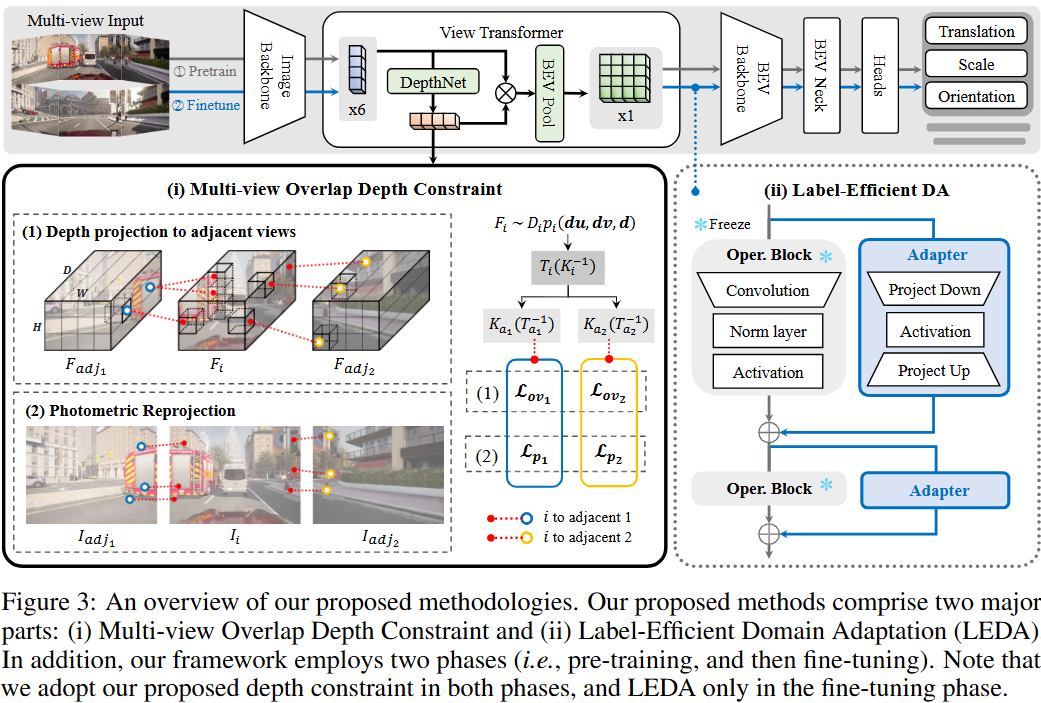 Multi-view Input
① Pretrain
② Finetune
Image Backbone
View Transformer
x6
DepthNet
BEV Pool
x1
BEV Backbone
BEV Neck
Heads
Translation
Scale
Orientation
(i) Multi-view Overlap Depth Constraint
(1) Depth projection to adjacent views
D
W
H
F_{adj_1}
F_i
F_{adj_2}
(2) Photometric Reprojection
I_{adj_1}
I_i
I_{adj_2}
F_i ~ D_i p_i(du, dv, d)
T_i(K_i^{-1})
K_{a_1}(T_{a_1}^{-1})
K_{a_2}(T_{a_2}^{-1})
(1) ℒ_{ov_1} ℒ_{ov_2}
(2) ℒ_{p_1} ℒ_{p_2}
i to adjacent 1
i to adjacent 2
(ii) Label-Efficient DA
Freeze
Oper. Block
Convolution
Norm layer
Activation
Adapter
Project Down
Activation
Project Up
Oper. Block
Adapter
Figure 3: An overview of our proposed methodologies. Our proposed methods comprise two major
parts: (i) Multi-view Overlap Depth Constraint and (ii) Label-Efficient Domain Adaptation (LEDA)
In addition, our framework employs two phases (i.e., pre-training, and then fine-tuning). Note that
we adopt our proposed depth constraint in both phases, and LEDA only in the fine-tuning phase.